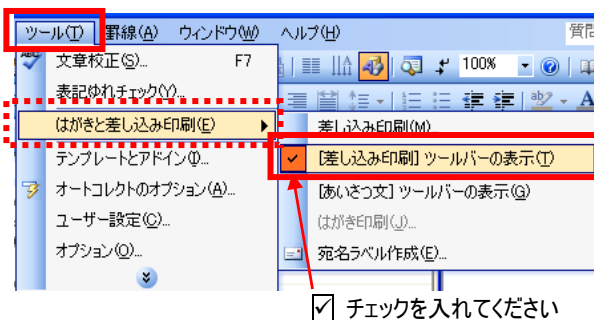 ツール(T) 罫線(A) ウィンドウ(W) ヘルプ(H)
文章校正(S)... F7
100%
表記ゆれチェック(Y)...
はがきと差し込み印刷(E)
差し込み印刷(M)
テンプレートとアドイン(I)...
[差し込み印刷] ツールバーの表示(T)
オートコレクトのオプション(A)...
[あいさつ文] ツールバーの表示(G)
ユーザー設定(C)...
はがき印刷(J)...
オプション(O)...
宛名ラベル作成(E)...
チェックを入れてください